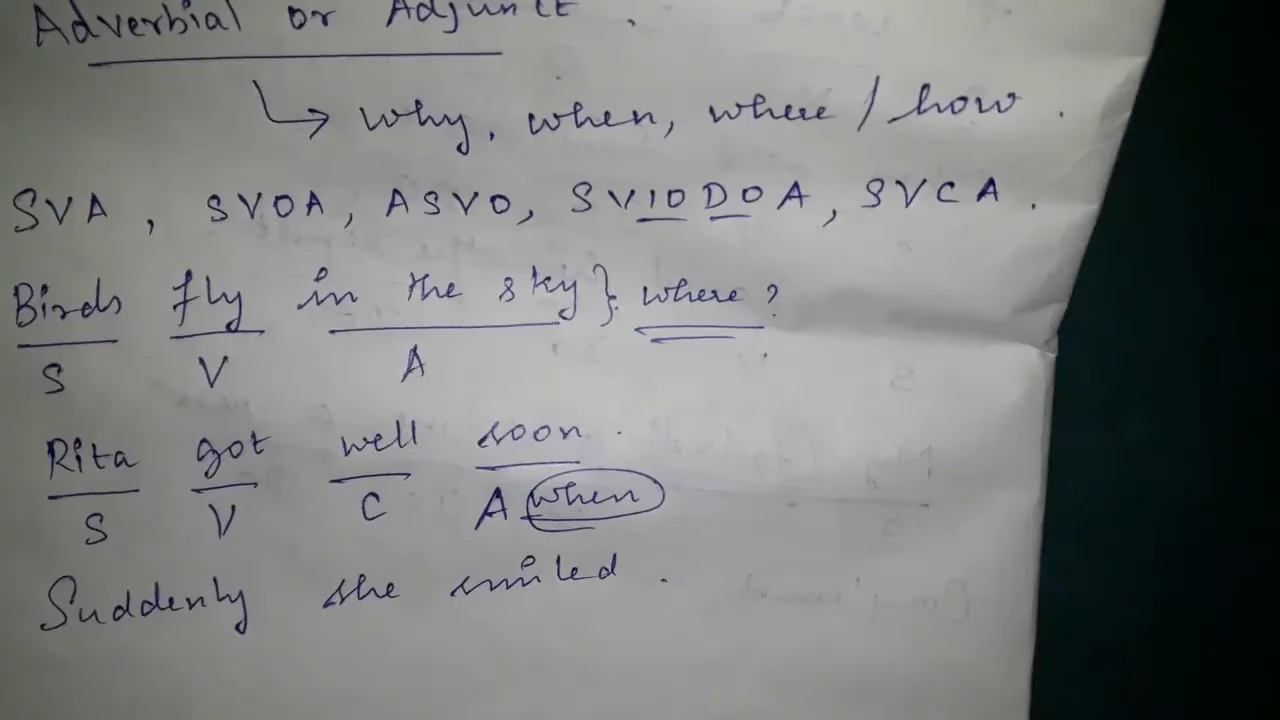 Adverbial or Adjunct.
↳ why, when, where / how.
SVA, SVOA, ASVO, SVIODOA, SVCA.
Birds fly in the sky}. where?
S V A
Rita got well soon.
S V C A when
Suddenly she smiled.